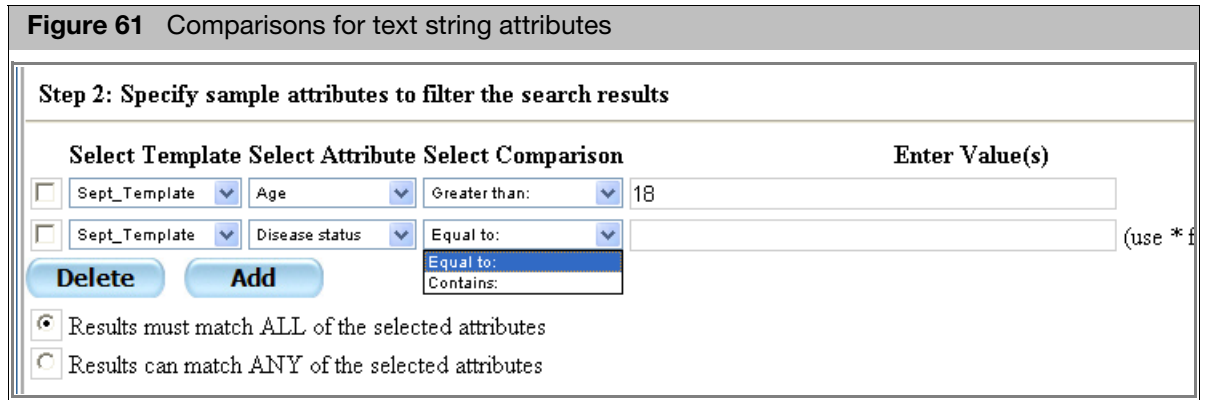 Figure 61 Comparisons for text string attributes
Step 2: Specify sample attributes to filter the search results
Select Template Select Attribute Select Comparison Enter Value(s)
Sept_Template Age Greater than: 18
Sept_Template Disease status Equal to: (use * f
Equal to:
Contains:
Delete Add
Results must match ALL of the selected attributes
Results can match ANY of the selected attributes